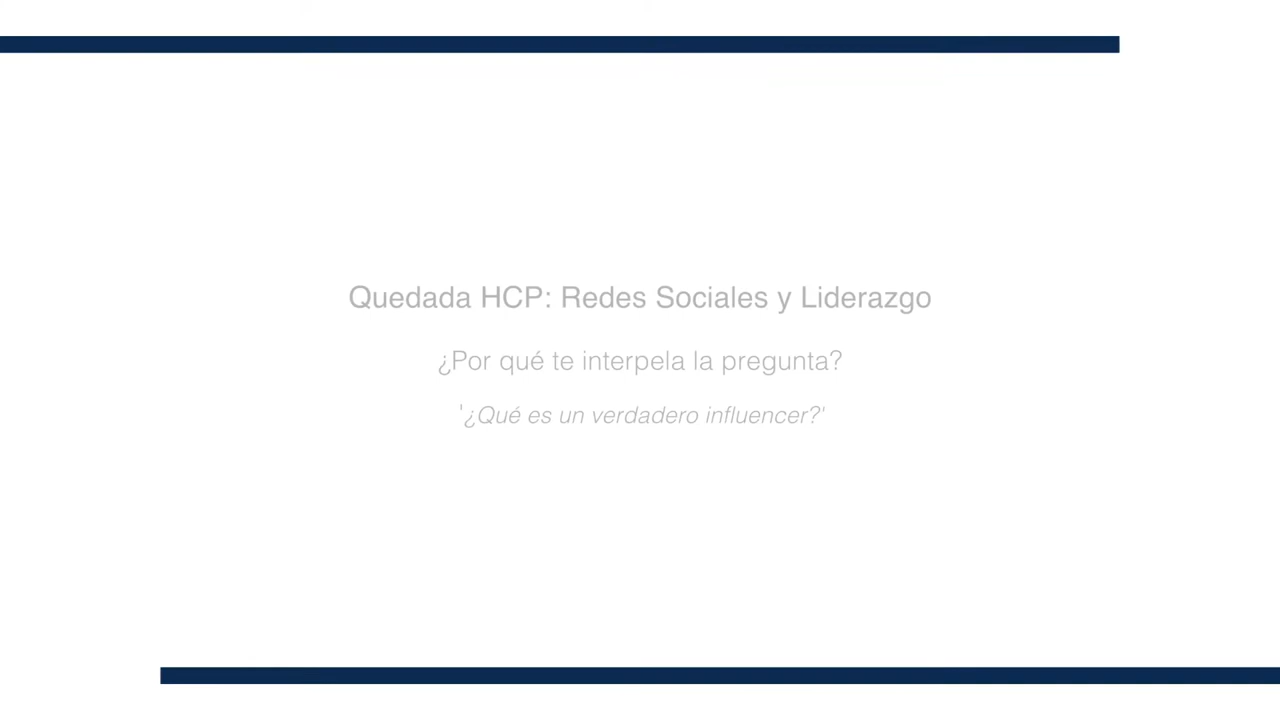 Quedada HCP: Redes Sociales y Liderazgo
¿Por qué te interpela la pregunta?
'¿Qué es un verdadero influencer?'